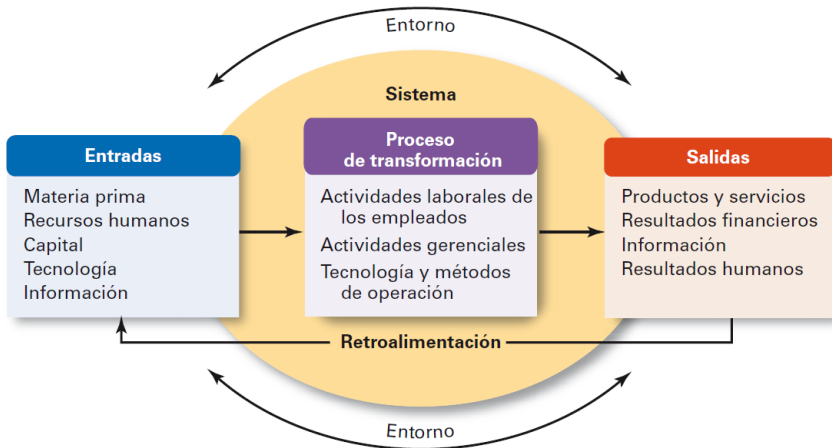 Entorno
Sistema
Entradas
Materia prima
Recursos humanos
Capital
Tecnología
Información
Proceso
de transformación
Actividades laborales de
los empleados
Actividades gerenciales
Tecnología y métodos
de operación
Salidas
Productos y servicios
Resultados financieros
Información
Resultados humanos
Retroalimentación
Entorno